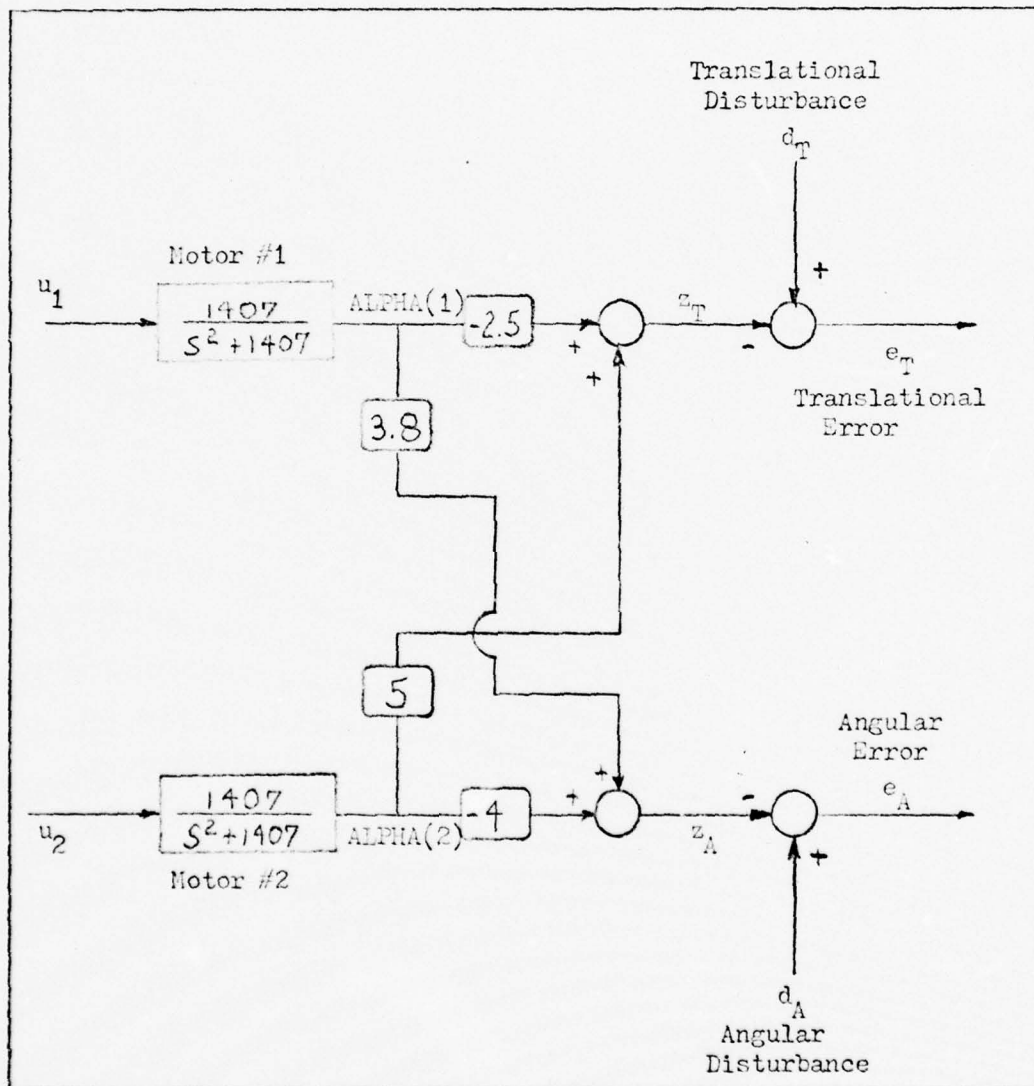 Translational
Disturbance
d_T
+
Motor #1
u_1
1407
s^2+1407
ALPHA(1)
-2.5
+
+
z_T
-
e_T
Translational
Error
3.8
5
Angular
Error
e_A
Motor #2
u_2
1407
s^2+1407
ALPHA(2)
-4
+
+
z_A
-
+
d_A
Angular
Disturbance